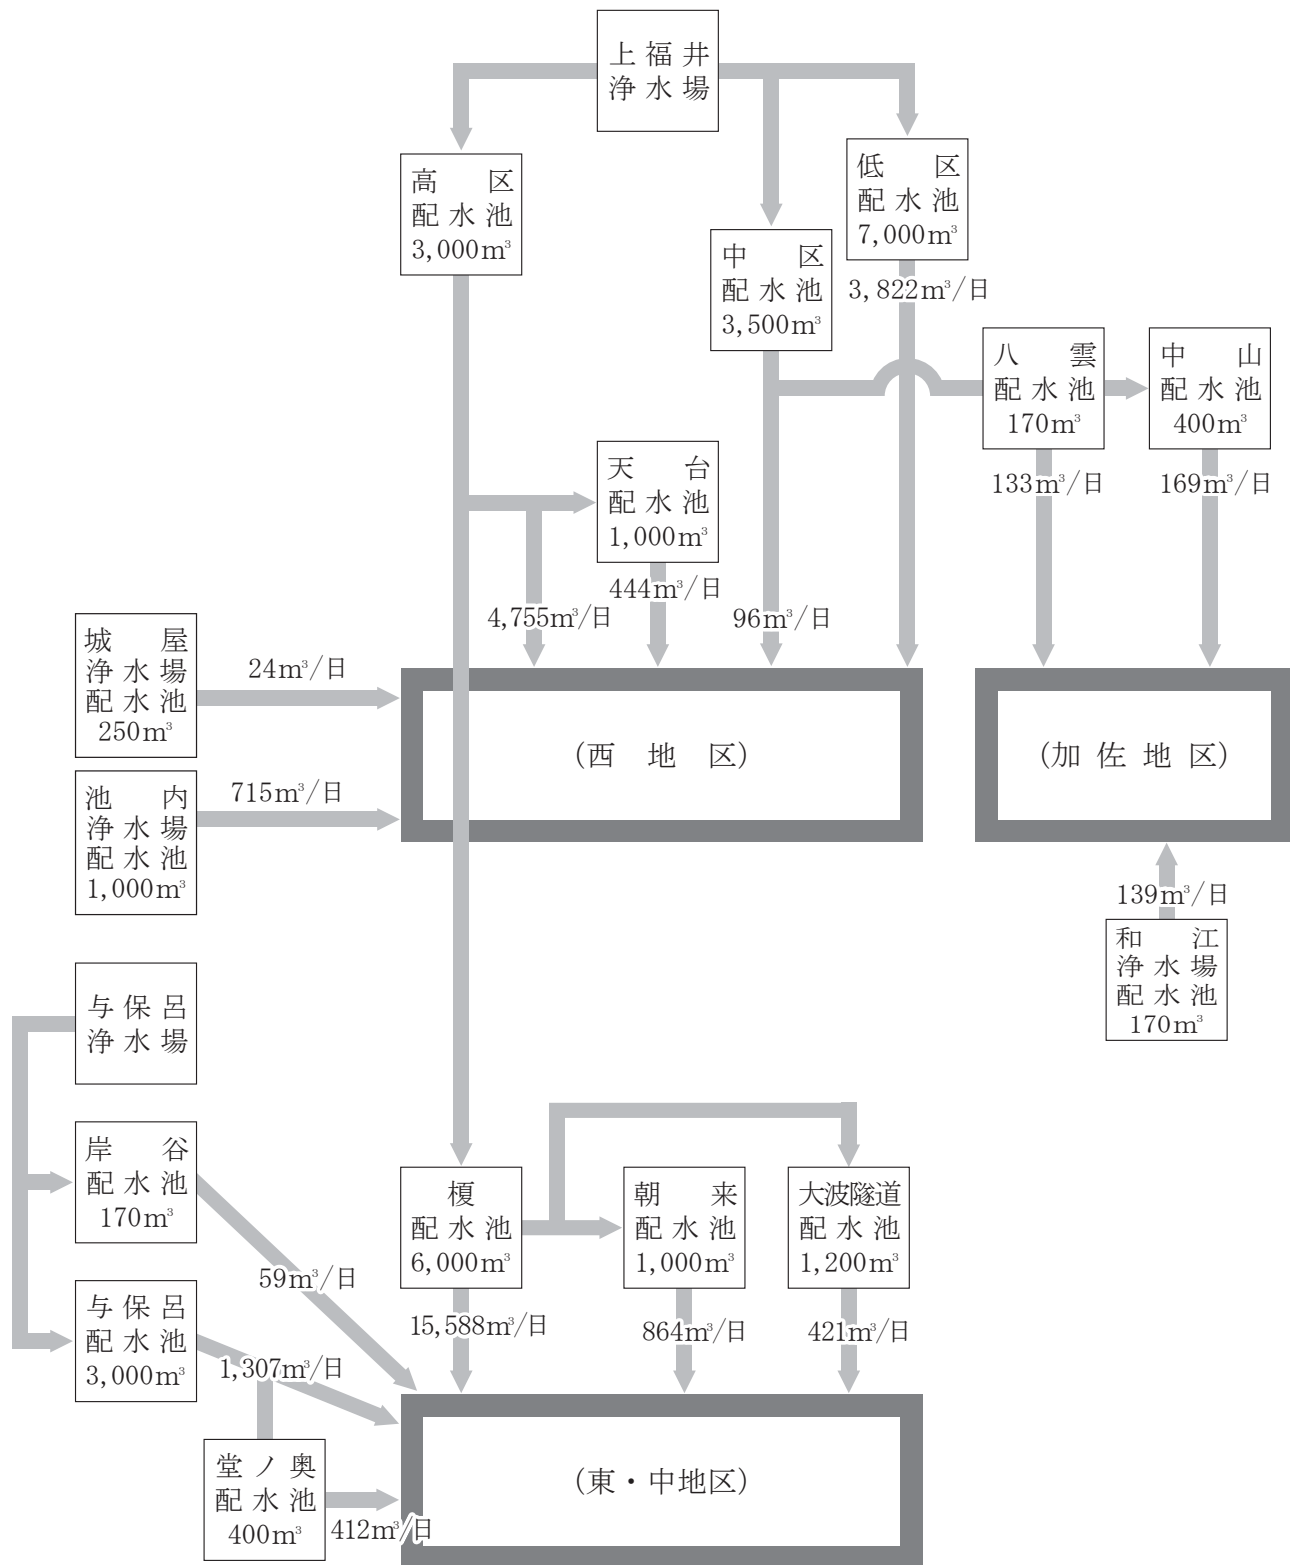 上福井
浄水場
高区
配水池
3,000m³
中区
配水池
3,500m³
低区
配水池
7,000m³
3,822m³/日
八雲
配水池
170m³
中山
配水池
400m³
133m³/日
169m³/日
天台
配水池
1,000m³
444m³/日
4,755m³/日
96m³/日
城屋
浄水場
配水池
250m³
24m³/日
池内
浄水場
配水池
1,000m³
715m³/日
(西地区)
(加佐地区)
139m³/日
和江
浄水場
配水池
170m³
与保呂
浄水場
岸谷
配水池
170m³
59m³/日
与保呂
配水池
3,000m³
1,307m³/日
堂ノ奥
配水池
400m³
412m³/日
榎
配水池
6,000m³
15,588m³/日
朝来
配水池
1,000m³
864m³/日
大波隧道
配水池
1,200m³
421m³/日
(東・中地区)